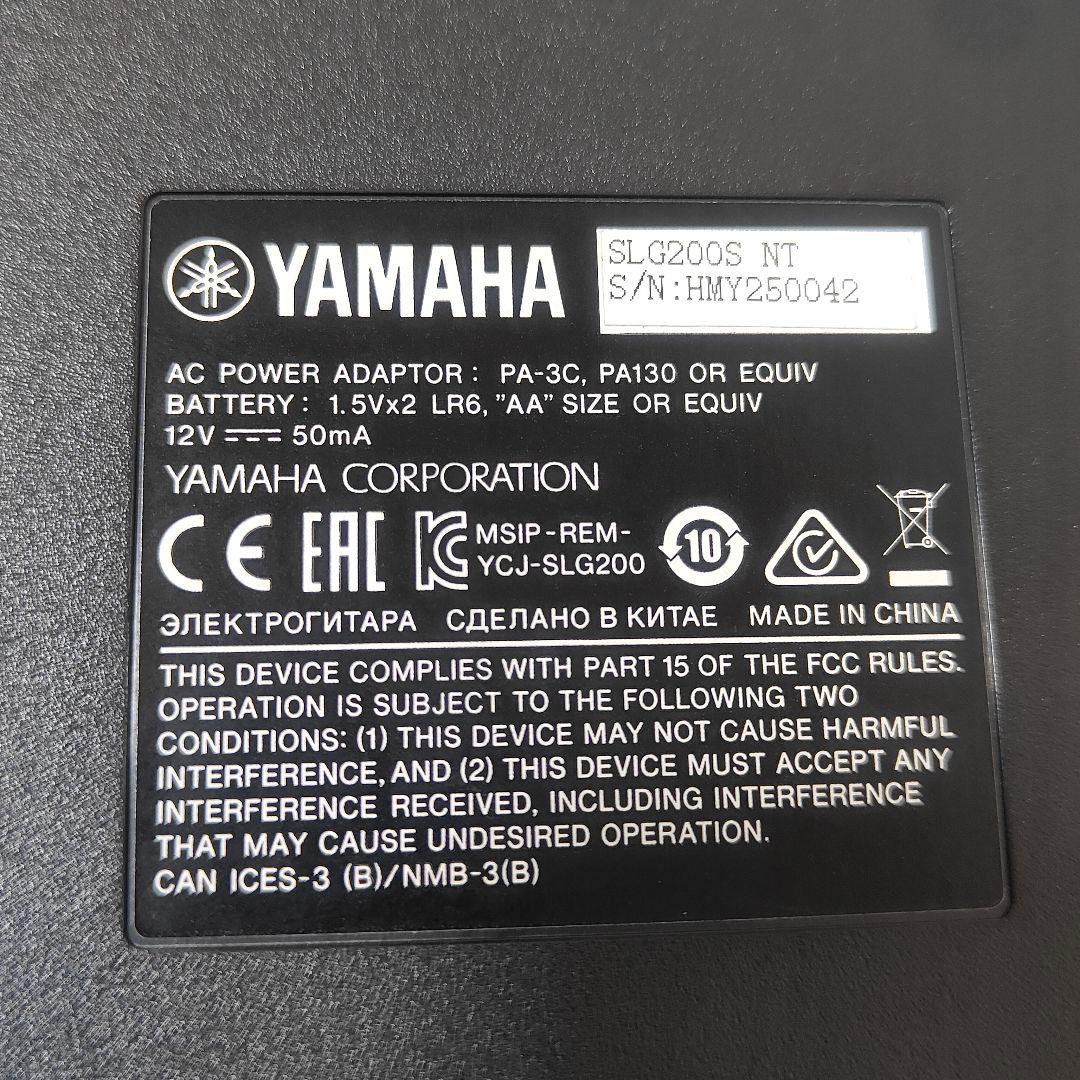 YAMAHA
SLG200S NT
S/N:HMY250042
AC POWER ADAPTOR : PA-3C, PA130 OR EQUIV
BATTERY : 1.5Vx2 LR6, "AA" SIZE OR EQUIV
12V ⎓ 50mA
YAMAHA CORPORATION
CE EAC KC MSIP-REM-
YCJ-SLG200
10
ЭЛЕКТРОГИТАРА СДЕЛАНО В КИТАЕ MADE IN CHINA
THIS DEVICE COMPLIES WITH PART 15 OF THE FCC RULES.
OPERATION IS SUBJECT TO THE FOLLOWING TWO
CONDITIONS: (1) THIS DEVICE MAY NOT CAUSE HARMFUL
INTERFERENCE, AND (2) THIS DEVICE MUST ACCEPT ANY
INTERFERENCE RECEIVED, INCLUDING INTERFERENCE
THAT MAY CAUSE UNDESIRED OPERATION.
CAN ICES-3 (B)/NMB-3(B)